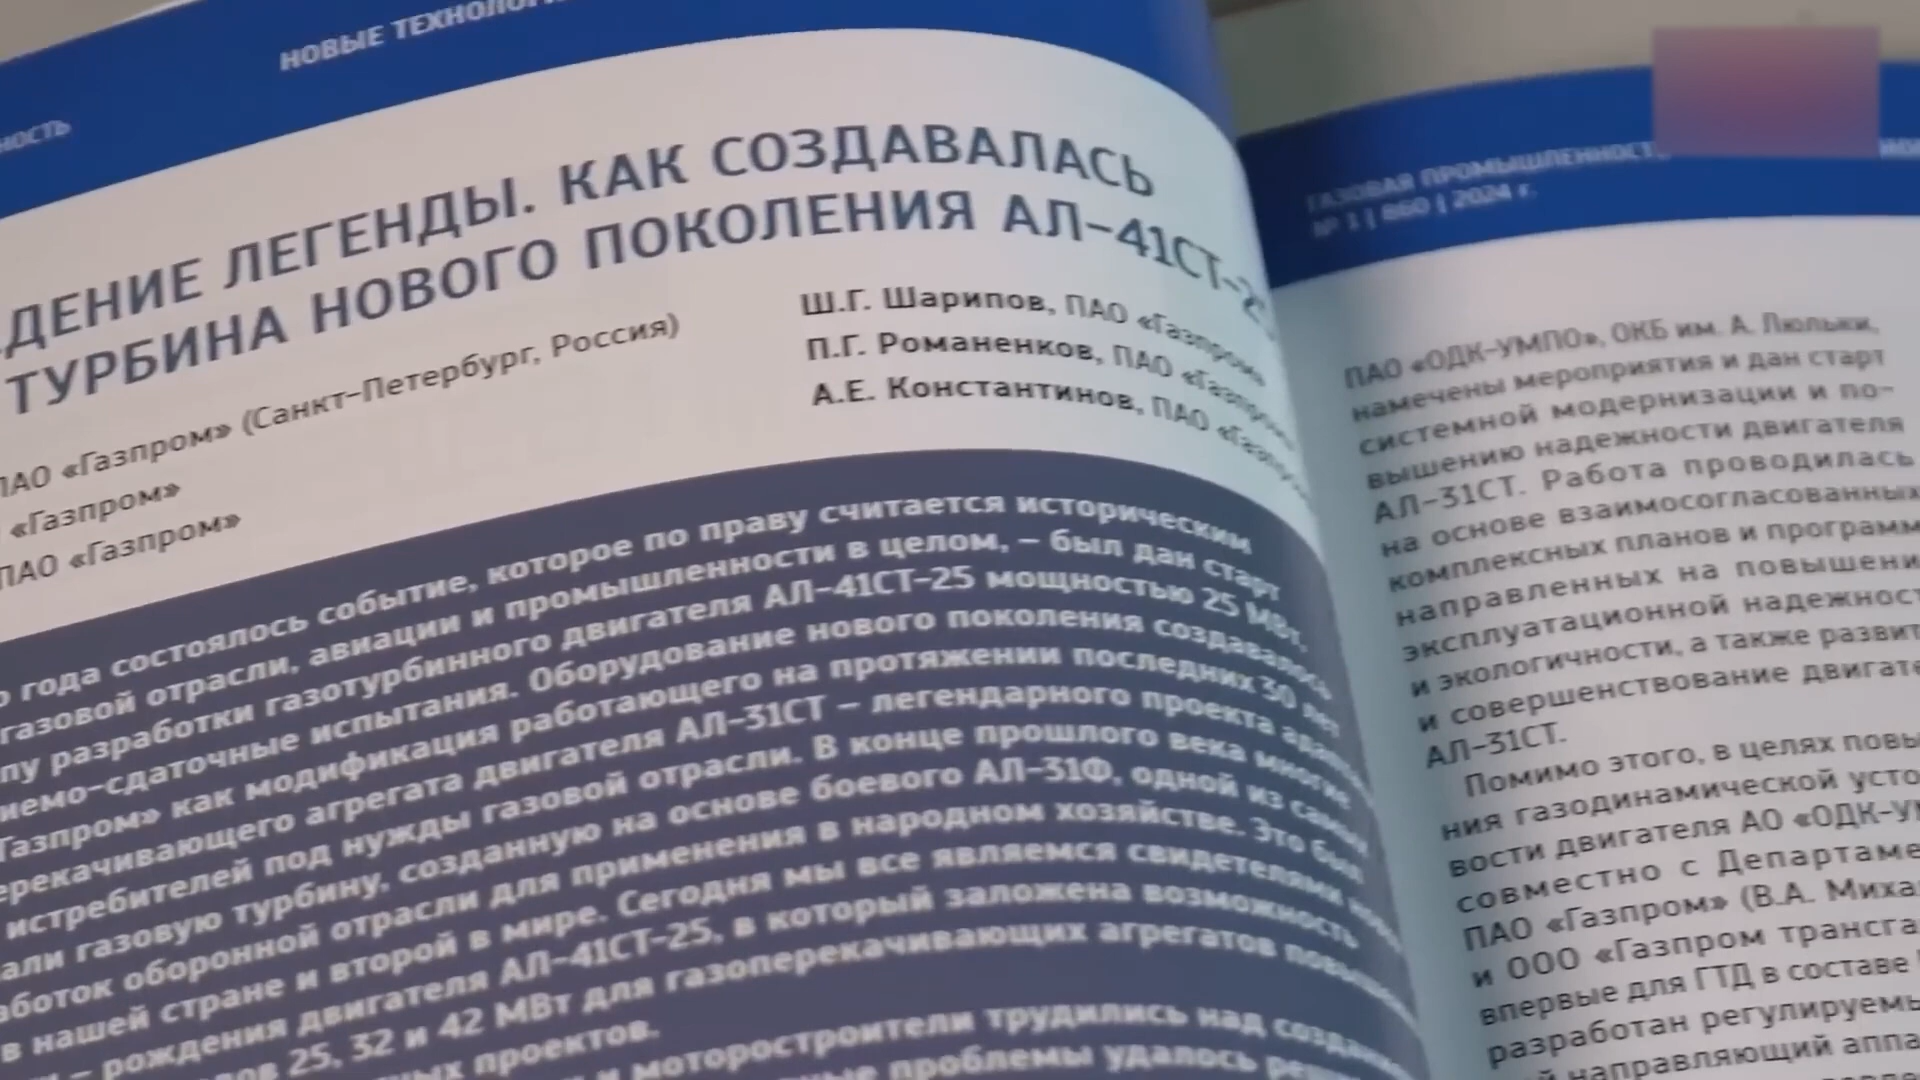 НОВЫЕ ТЕХНОЛОГИ
НОСТЬ
ДЕНИЕ ЛЕГЕНДЫ. КАК СОЗДАВАЛАСЬ
ТУРБИНА НОВОГО ПОКОЛЕНИЯ АЛ–41СТ–25
ПАО «Газпром» (Санкт–Петербург, Россия)
«Газпром»
ПАО «Газпром»
Ш.Г. Шарипов, ПАО «Газпром»
П.Г. Романенков, ПАО «Газпром»
А.Е. Константинов, ПАО «Газпром»
года состоялось событие, которое по праву считается историческим
газовой отрасли, авиации и промышленности в целом, – был дан старт
пу разработки газотурбинного двигателя АЛ–41СТ–25 мощностью 25 МВт,
иемо–сдаточные испытания. Оборудование нового поколения создавалось
Газпром» как модификация работающего на протяжении последних 30 лет
ерекачивающего агрегата двигателя АЛ–31СТ – легендарного проекта
истребителей под нужды газовой отрасли. В конце прошлого века многие
али газовую турбину, созданную на основе боевого АЛ–31Ф, одной из самых
аботок оборонной отрасли для применения в народном хозяйстве. Это был
в нашей стране и второй в мире. Сегодня мы все являемся свидетелями
– рождения двигателя АЛ–41СТ–25, в который заложена возможность
25, 32 и 42 МВт для газоперекачивающих агрегатов
ных проектов.
и моторостроители трудились над
проблемы удалось
ГАЗОВАЯ ПРОМЫШЛЕННОСТЬ
№ 1 | 860 | 2024 г.
ПАО «ОДК–УМПО», ОКБ им. А. Люльки,
намечены мероприятия и дан старт
системной модернизации и по–
вышению надежности двигателя
АЛ–31СТ. Работа проводилась
на основе взаимосогласованных
комплексных планов и программ
направленных на повышени
эксплуатационной надежност
и экологичности, а также развит
и совершенствование двигате
АЛ–31СТ.
Помимо этого, в целях повы
ния газодинамической усто
вости двигателя АО «ОДК–УМ
совместно с Департаме
ПАО «Газпром» (В.А. Миха
и ООО «Газпром трансга
впервые для ГТД в составе
разработан регулируемы
направляющий аппа